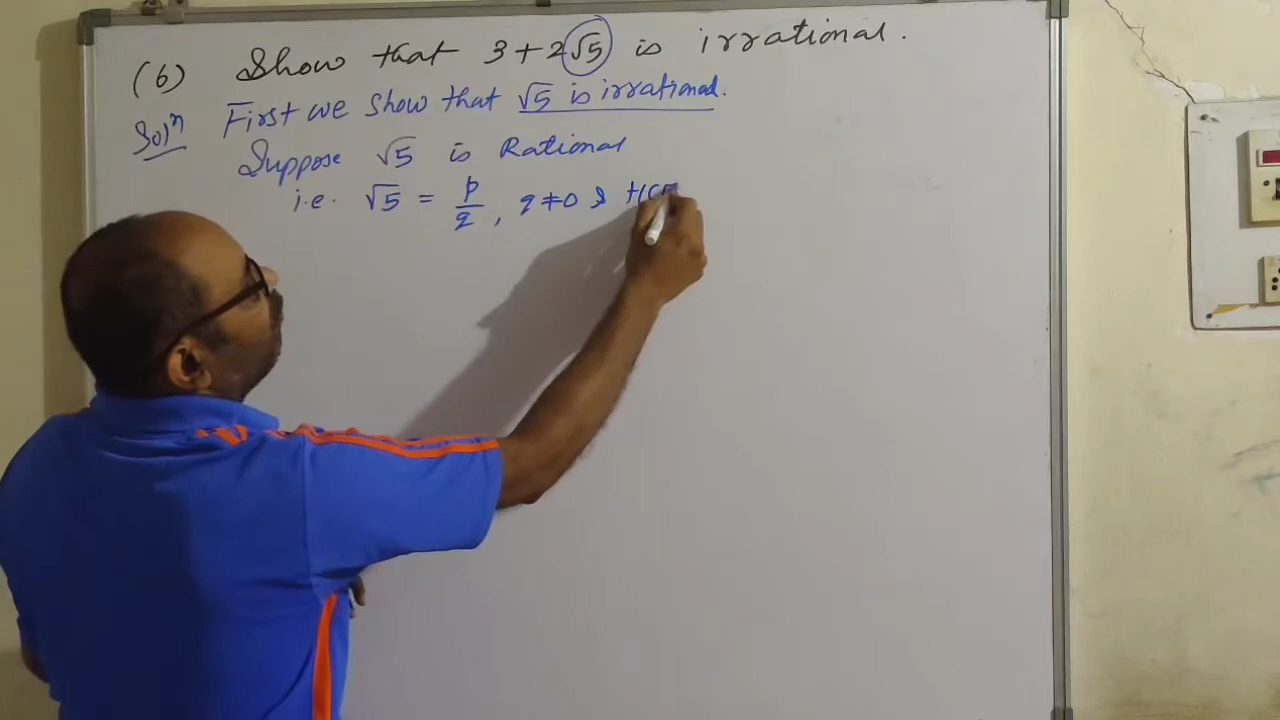 (6) Show that 3+2√5 is irrational.
Solⁿ First we show that √5 is irrational.
Suppose √5 is Rational
i.e. √5 = p/q, q≠0 & HCF